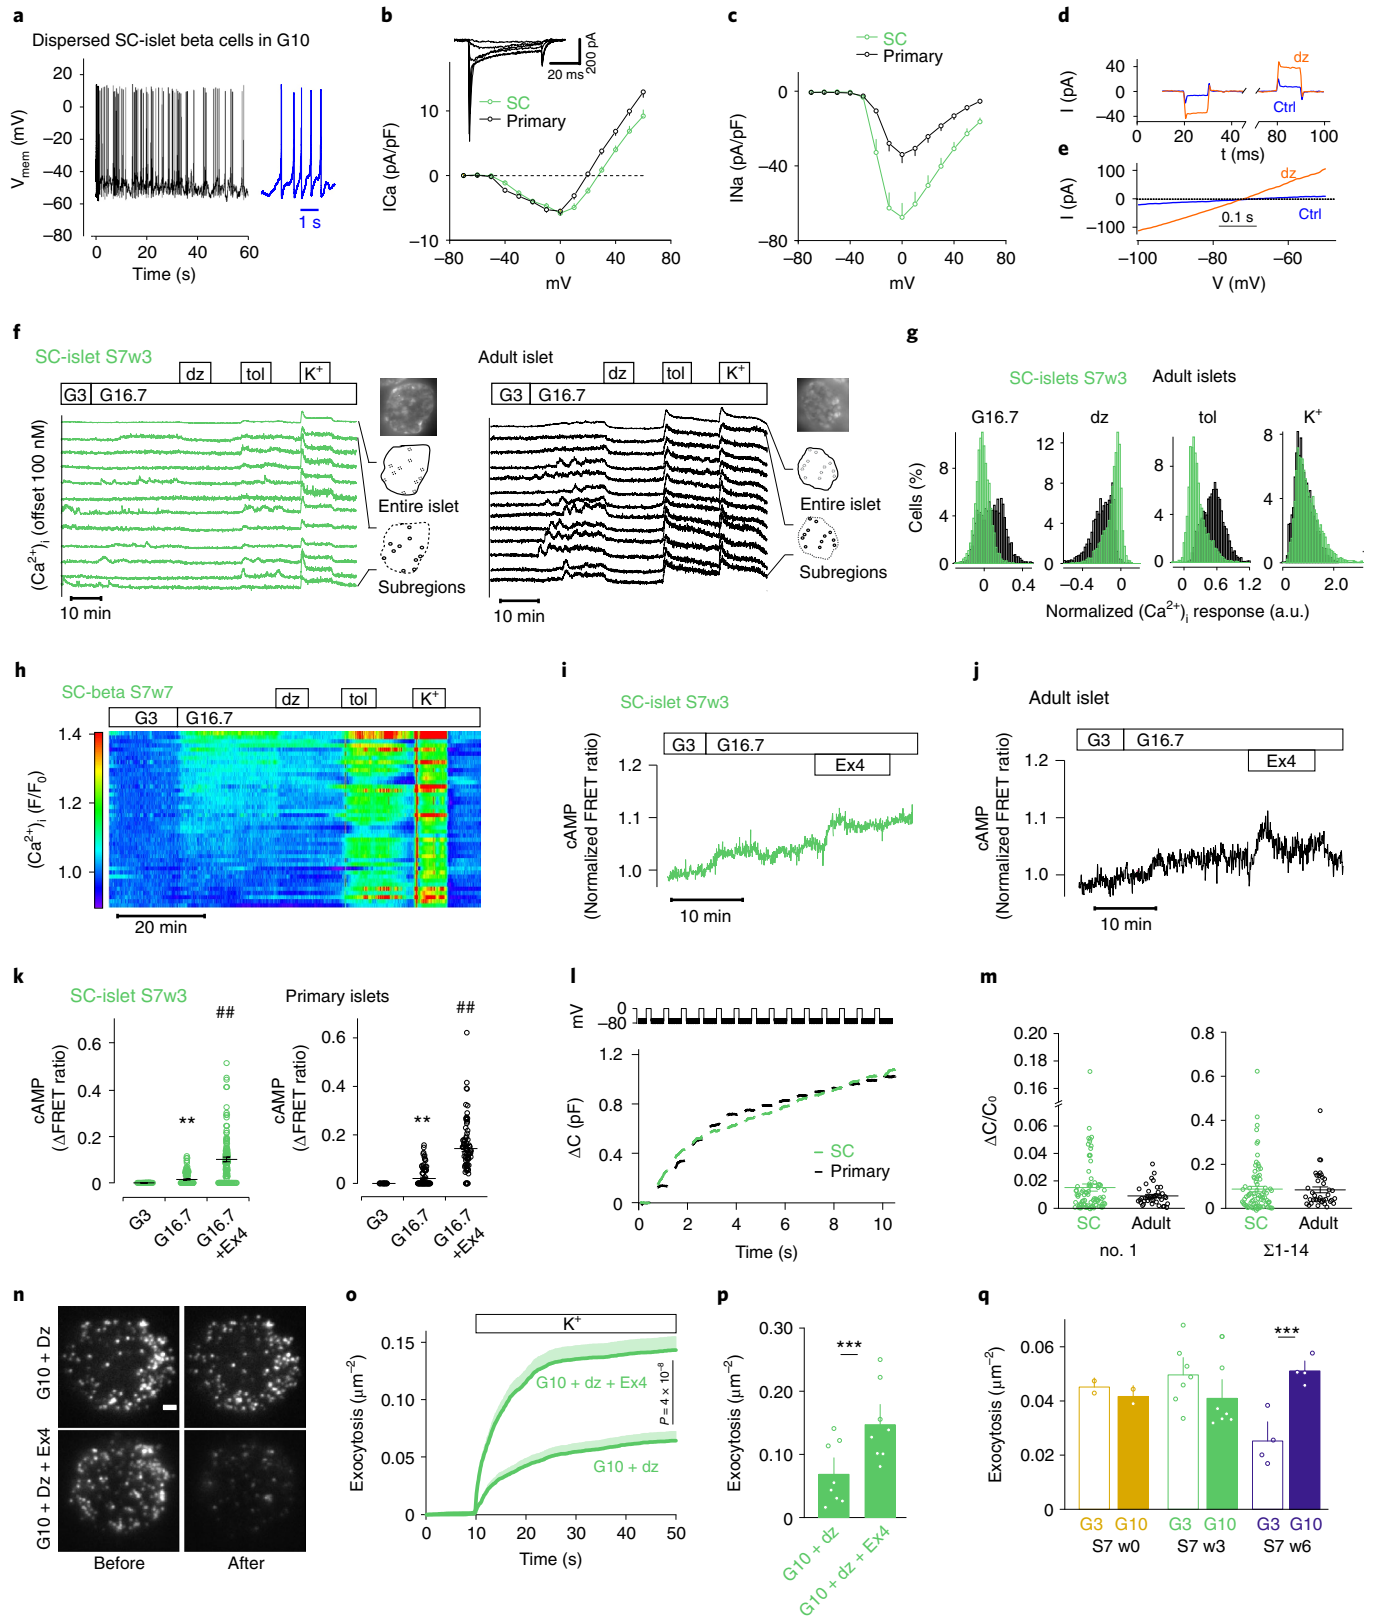 a
Dispersed SC-islet beta cells in G10
V_mem (mV)
20
0
−20
−40
−60
−80
0
20
40
60
Time (s)
1 s
b
20 ms
200 pA
SC
Primary
ICa (pA/pF)
10
0
−10
−80
−40
0
40
80
mV
c
SC
Primary
INa (pA/pF)
0
−40
−80
−80
−40
0
40
80
mV
d
I (pA)
40
0
−40
dz
Ctrl
0
20
40
80
100
t (ms)
e
I (pA)
100
0
−100
dz
Ctrl
0.1 s
−100
−80
−60
V (mV)
f
SC-islet S7w3
dz
tol
K⁺
G3
G16.7
(Ca²⁺)ᵢ (offset 100 nM)
10 min
Entire islet
Subregions
Adult islet
dz
tol
K⁺
G3
G16.7
10 min
Entire islet
Subregions
g
SC-islets S7w3
Adult islets
G16.7
dz
tol
K⁺
Cells (%)
8
4
0
0
0.4
12
8
4
0
−0.4
0
8
4
0
0
0.6
1.2
8
4
0
0
2.0
Normalized (Ca²⁺)ᵢ response (a.u.)
h
SC-beta S7w7
dz
tol
K⁺
G3
G16.7
(Ca²⁺)ᵢ (F/F₀)
1.4
1.2
1.0
20 min
i
SC-islet S7w3
G3
G16.7
Ex4
cAMP
(Normalized FRET ratio)
1.2
1.1
1.0
10 min
j
Adult islet
G3
G16.7
Ex4
cAMP
(Normalized FRET ratio)
1.2
1.1
1.0
10 min
k
SC-islet S7w3
cAMP
(ΔFRET ratio)
0.6
0.4
0.2
0
**
##
G3
G16.7
G16.7
+Ex4
Primary islets
cAMP
(ΔFRET ratio)
0.6
0.4
0.2
0
**
##
G3
G16.7
G16.7
+Ex4
l
mV
0
−80
ΔC (pF)
1.2
0.8
0.4
0
SC
Primary
0
2
4
6
8
10
Time (s)
m
ΔC/C₀
0.20
0.18
0.16
0.06
0.04
0.02
0
SC
Adult
no. 1
0.8
0.6
0.4
0.2
0
SC
Adult
Σ1-14
n
G10 + Dz
G10 + Dz + Ex4
Before
After
o
K⁺
Exocytosis (μm⁻²)
0.15
0.10
0.05
0
G10 + dz + Ex4
G10 + dz
P = 4 × 10⁻⁸
0
10
20
30
40
50
Time (s)
p
Exocytosis (μm⁻²)
0.30
0.20
0.10
0
***
G10 + dz
G10 + dz + Ex4
q
Exocytosis (μm⁻²)
0.06
0.04
0.02
0
***
G3 G10 G3 G10 G3 G10
S7 w0 S7 w3 S7 w6